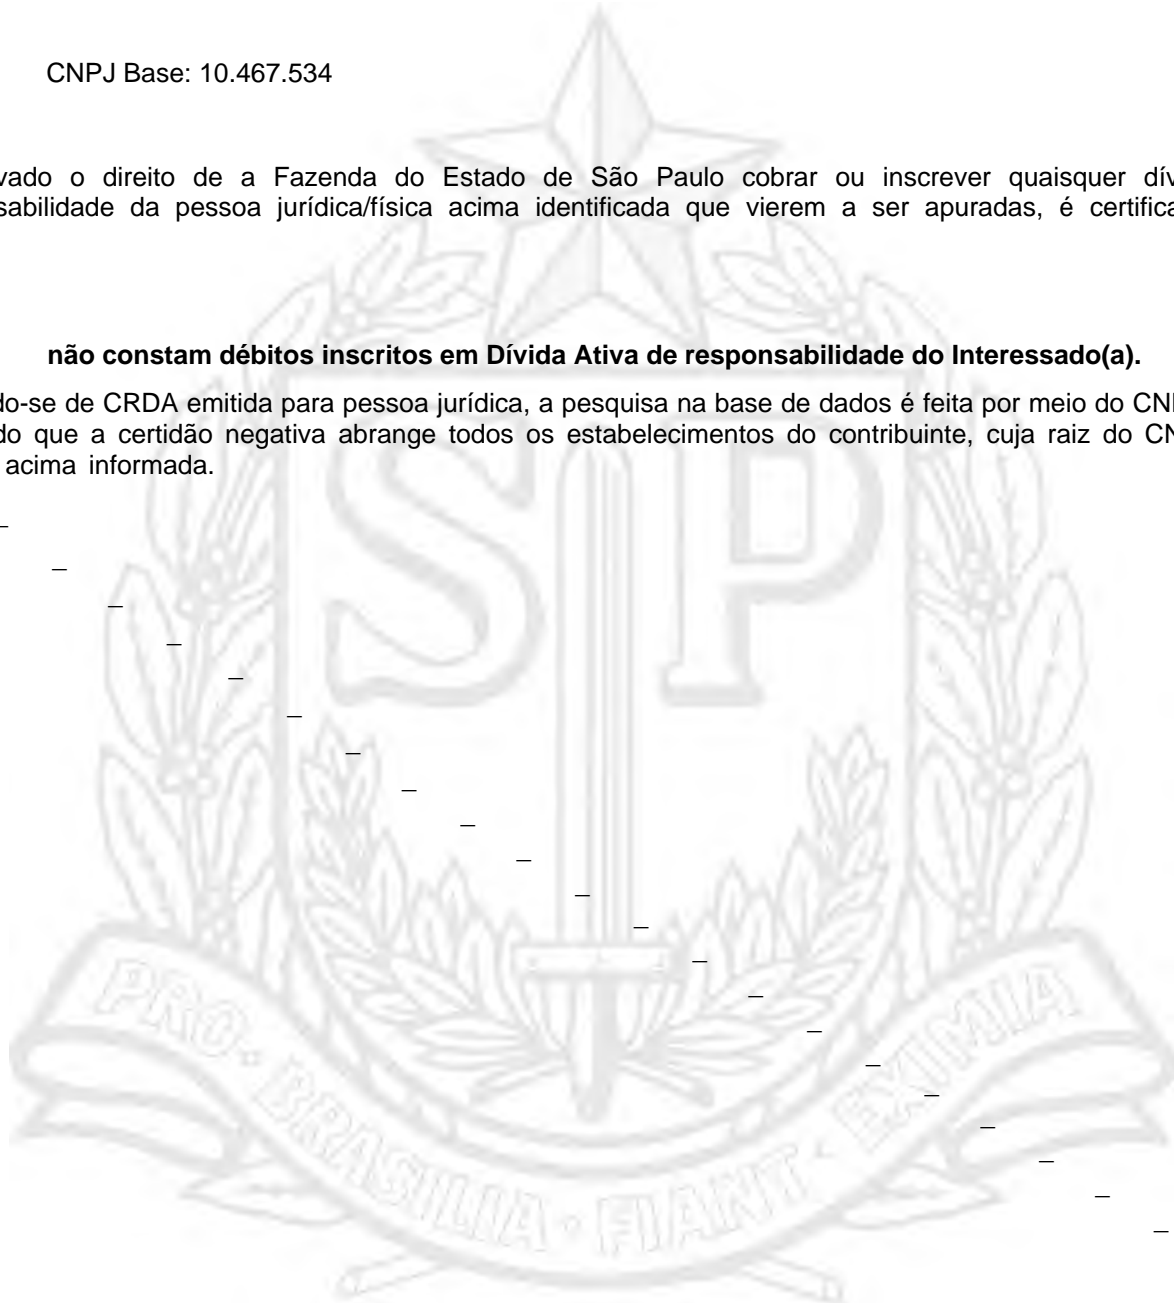 CNPJ Base: 10.467.534
vado o direito de a Fazenda do Estado de São Paulo cobrar ou inscrever quaisquer dív
sabilidade da pessoa jurídica/física acima identificada que vierem a ser apuradas, é certifica
não constam débitos inscritos em Dívida Ativa de responsabilidade do Interessado(a).
do-se de CRDA emitida para pessoa jurídica, a pesquisa na base de dados é feita por meio do CN
do que a certidão negativa abrange todos os estabelecimentos do contribuinte, cuja raiz do CN
acima informada.
SP
PRO · BRASILIA · FIANT · EXIMIA